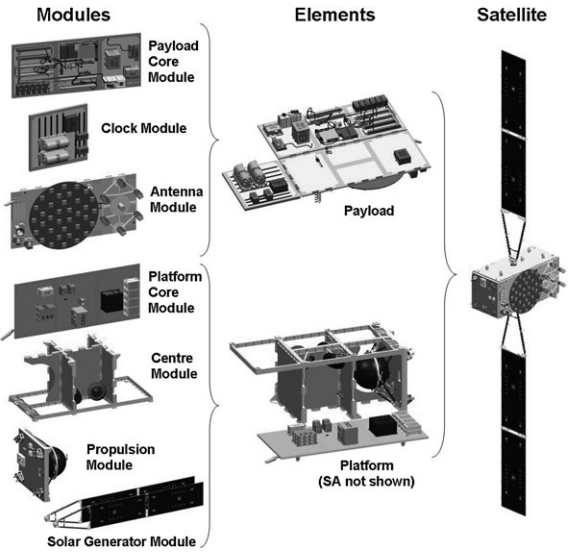 Modules
Elements
Satellite
Payload
Core
Module
Clock Module
Antenna
Module
Payload
Platform
Core
Module
Centre
Module
Propulsion
Module
Solar Generator Module
Platform
(SA not shown)